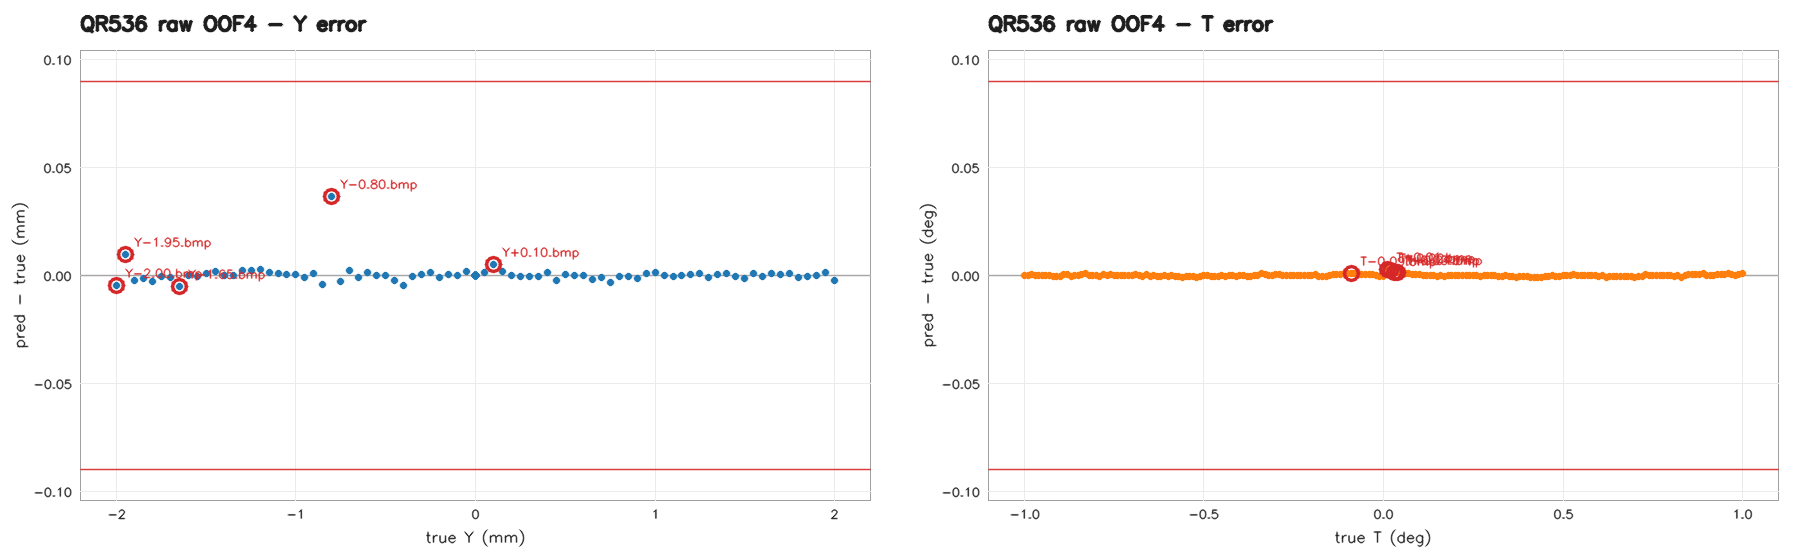 QR536 raw OOF4 – Y error
0.10
0.05
0.00
−0.05
−0.10
pred − true (mm)
Y−0.80.bmp
Y−1.95.bmp
Y+0.10.bmp
Y−2.00.bmp
−2
−1
0
1
2
true Y (mm)
QR536 raw OOF4 – T error
0.10
0.05
0.00
−0.05
−0.10
pred − true (deg)
−1.0
−0.5
0.0
0.5
1.0
true T (deg)